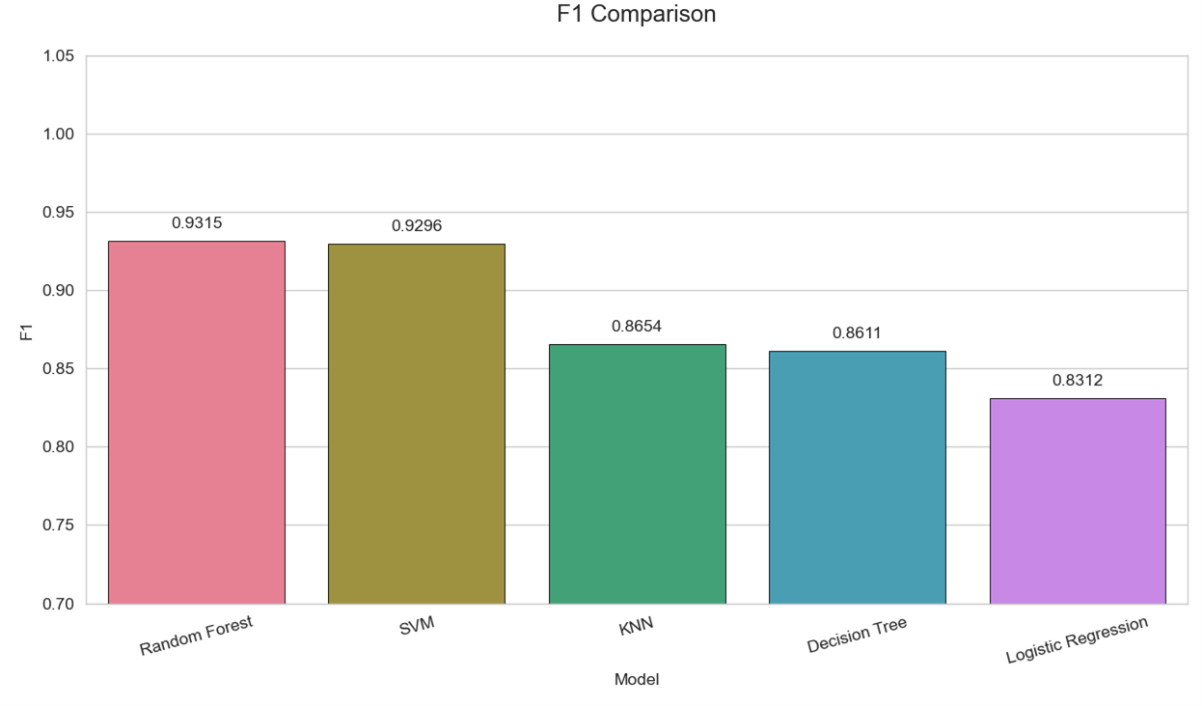 F1 Comparison
1.05
1.00
0.95
0.90
0.85
0.80
0.75
0.70
F1
0.9315
0.9296
0.8654
0.8611
0.8312
Random Forest
SVM
KNN
Decision Tree
Logistic Regression
Model